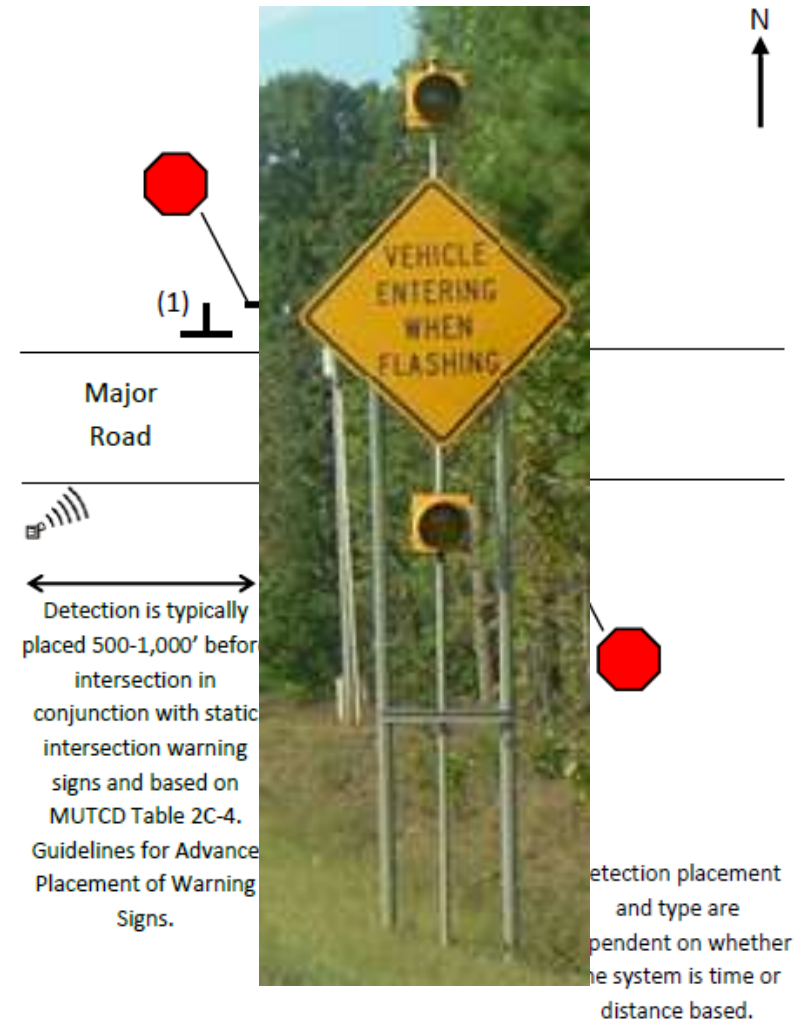 N
(1)
Major
Road
VEHICLE
ENTERING
WHEN
FLASHING
Detection is typically
placed 500-1,000’ befor
intersection in
conjunction with static
intersection warning
signs and based on
MUTCD Table 2C-4.
Guidelines for Advance
Placement of Warning
Signs.
etection placement
and type are
pendent on whether
he system is time or
distance based.